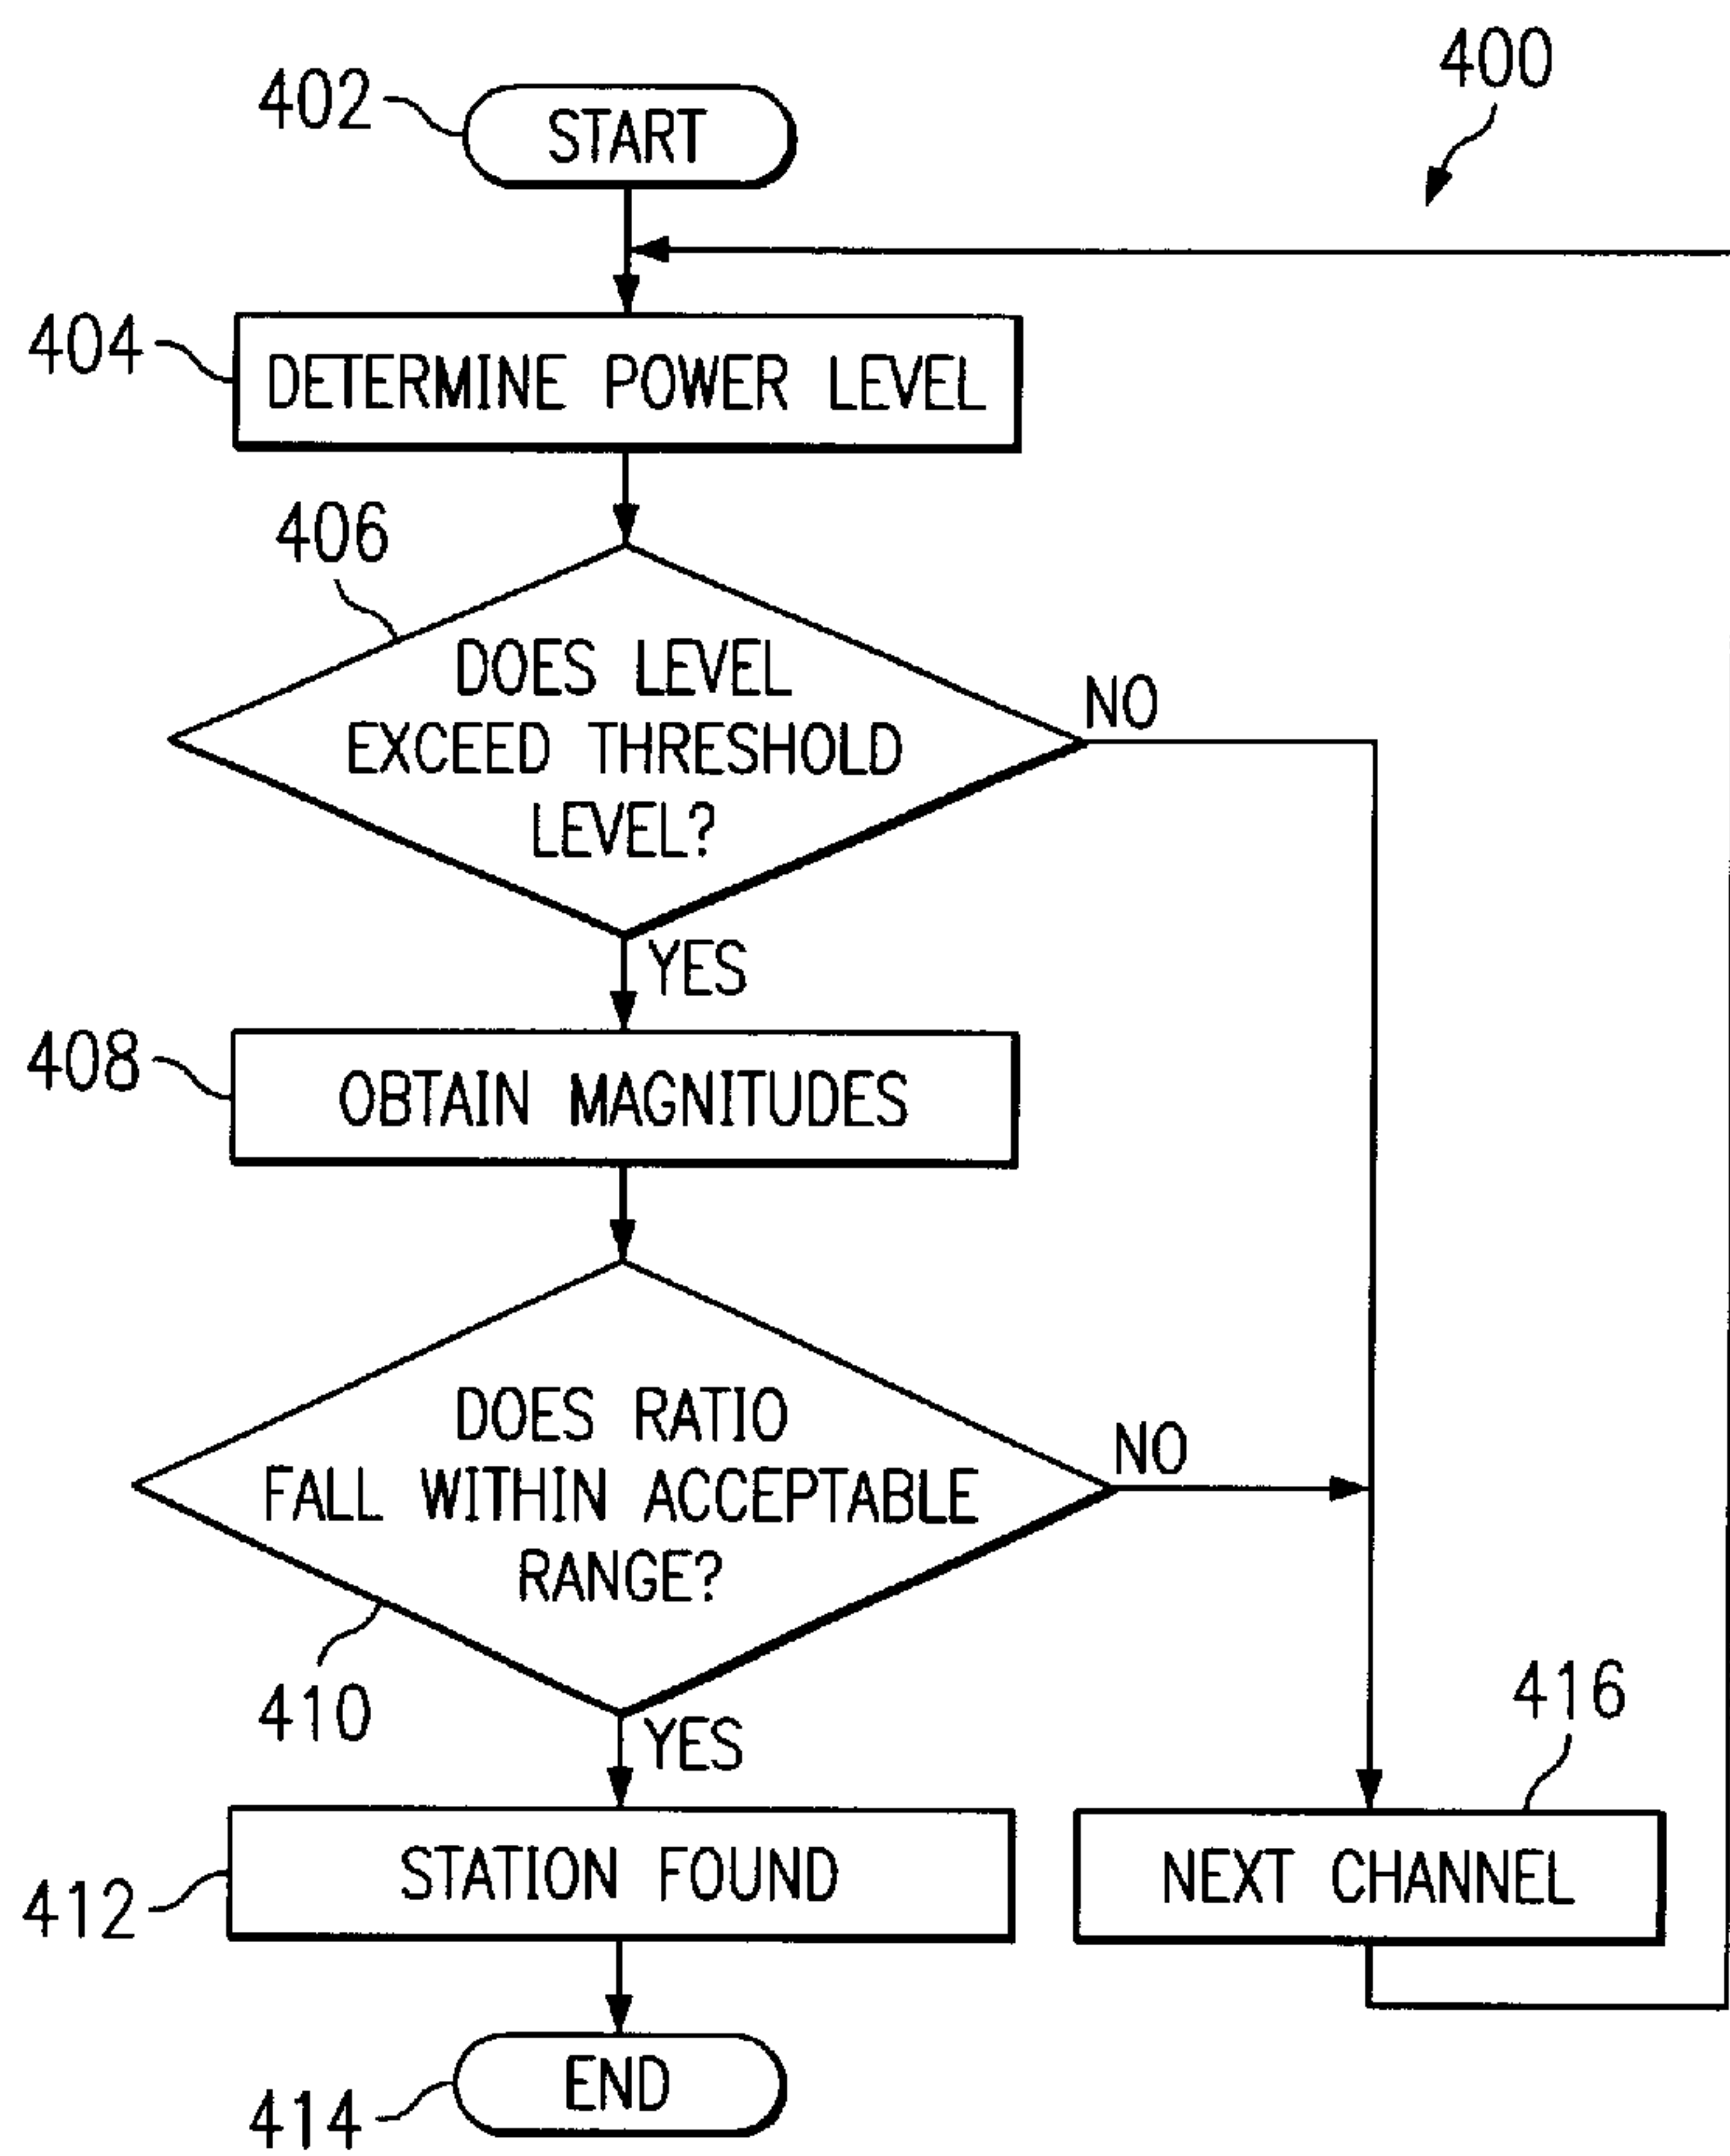 400
402
START
404
DETERMINE POWER LEVEL
406
DOES LEVEL
EXCEED THRESHOLD
LEVEL?
NO
YES
408
OBTAIN MAGNITUDES
DOES RATIO
FALL WITHIN ACCEPTABLE
RANGE?
NO
410
YES
416
412
STATION FOUND
NEXT CHANNEL
414
END